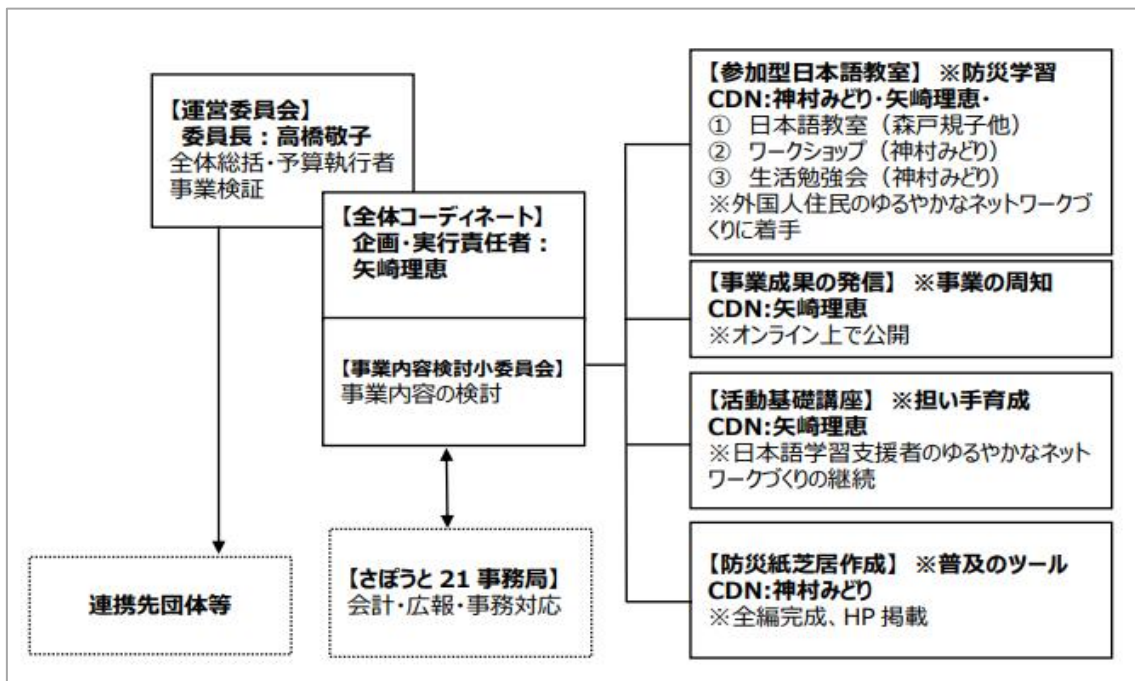 【運営委員会】
委員長：高橋敬子
全体総括・予算執行者
事業検証
【全体コーディネート】
企画・実行責任者：
矢崎理恵
【事業内容検討小委員会】
事業内容の検討
連携先団体等
【さぽうと 21 事務局】
会計・広報・事務対応
【参加型日本語教室】 ※防災学習
CDN:神村みどり・矢崎理恵・
① 日本語教室（森戸規子他）
② ワークショップ（神村みどり）
③ 生活勉強会（神村みどり）
※外国人住民のゆるやかなネットワークづ
くりに着手
【事業成果の発信】 ※事業の周知
CDN:矢崎理恵
※オンライン上で公開
【活動基礎講座】 ※担い手育成
CDN:矢崎理恵
※日本語学習支援者のゆるやかなネット
ワークづくりの継続
【防災紙芝居作成】 ※普及のツール
CDN:神村みどり
※全編完成、HP 掲載